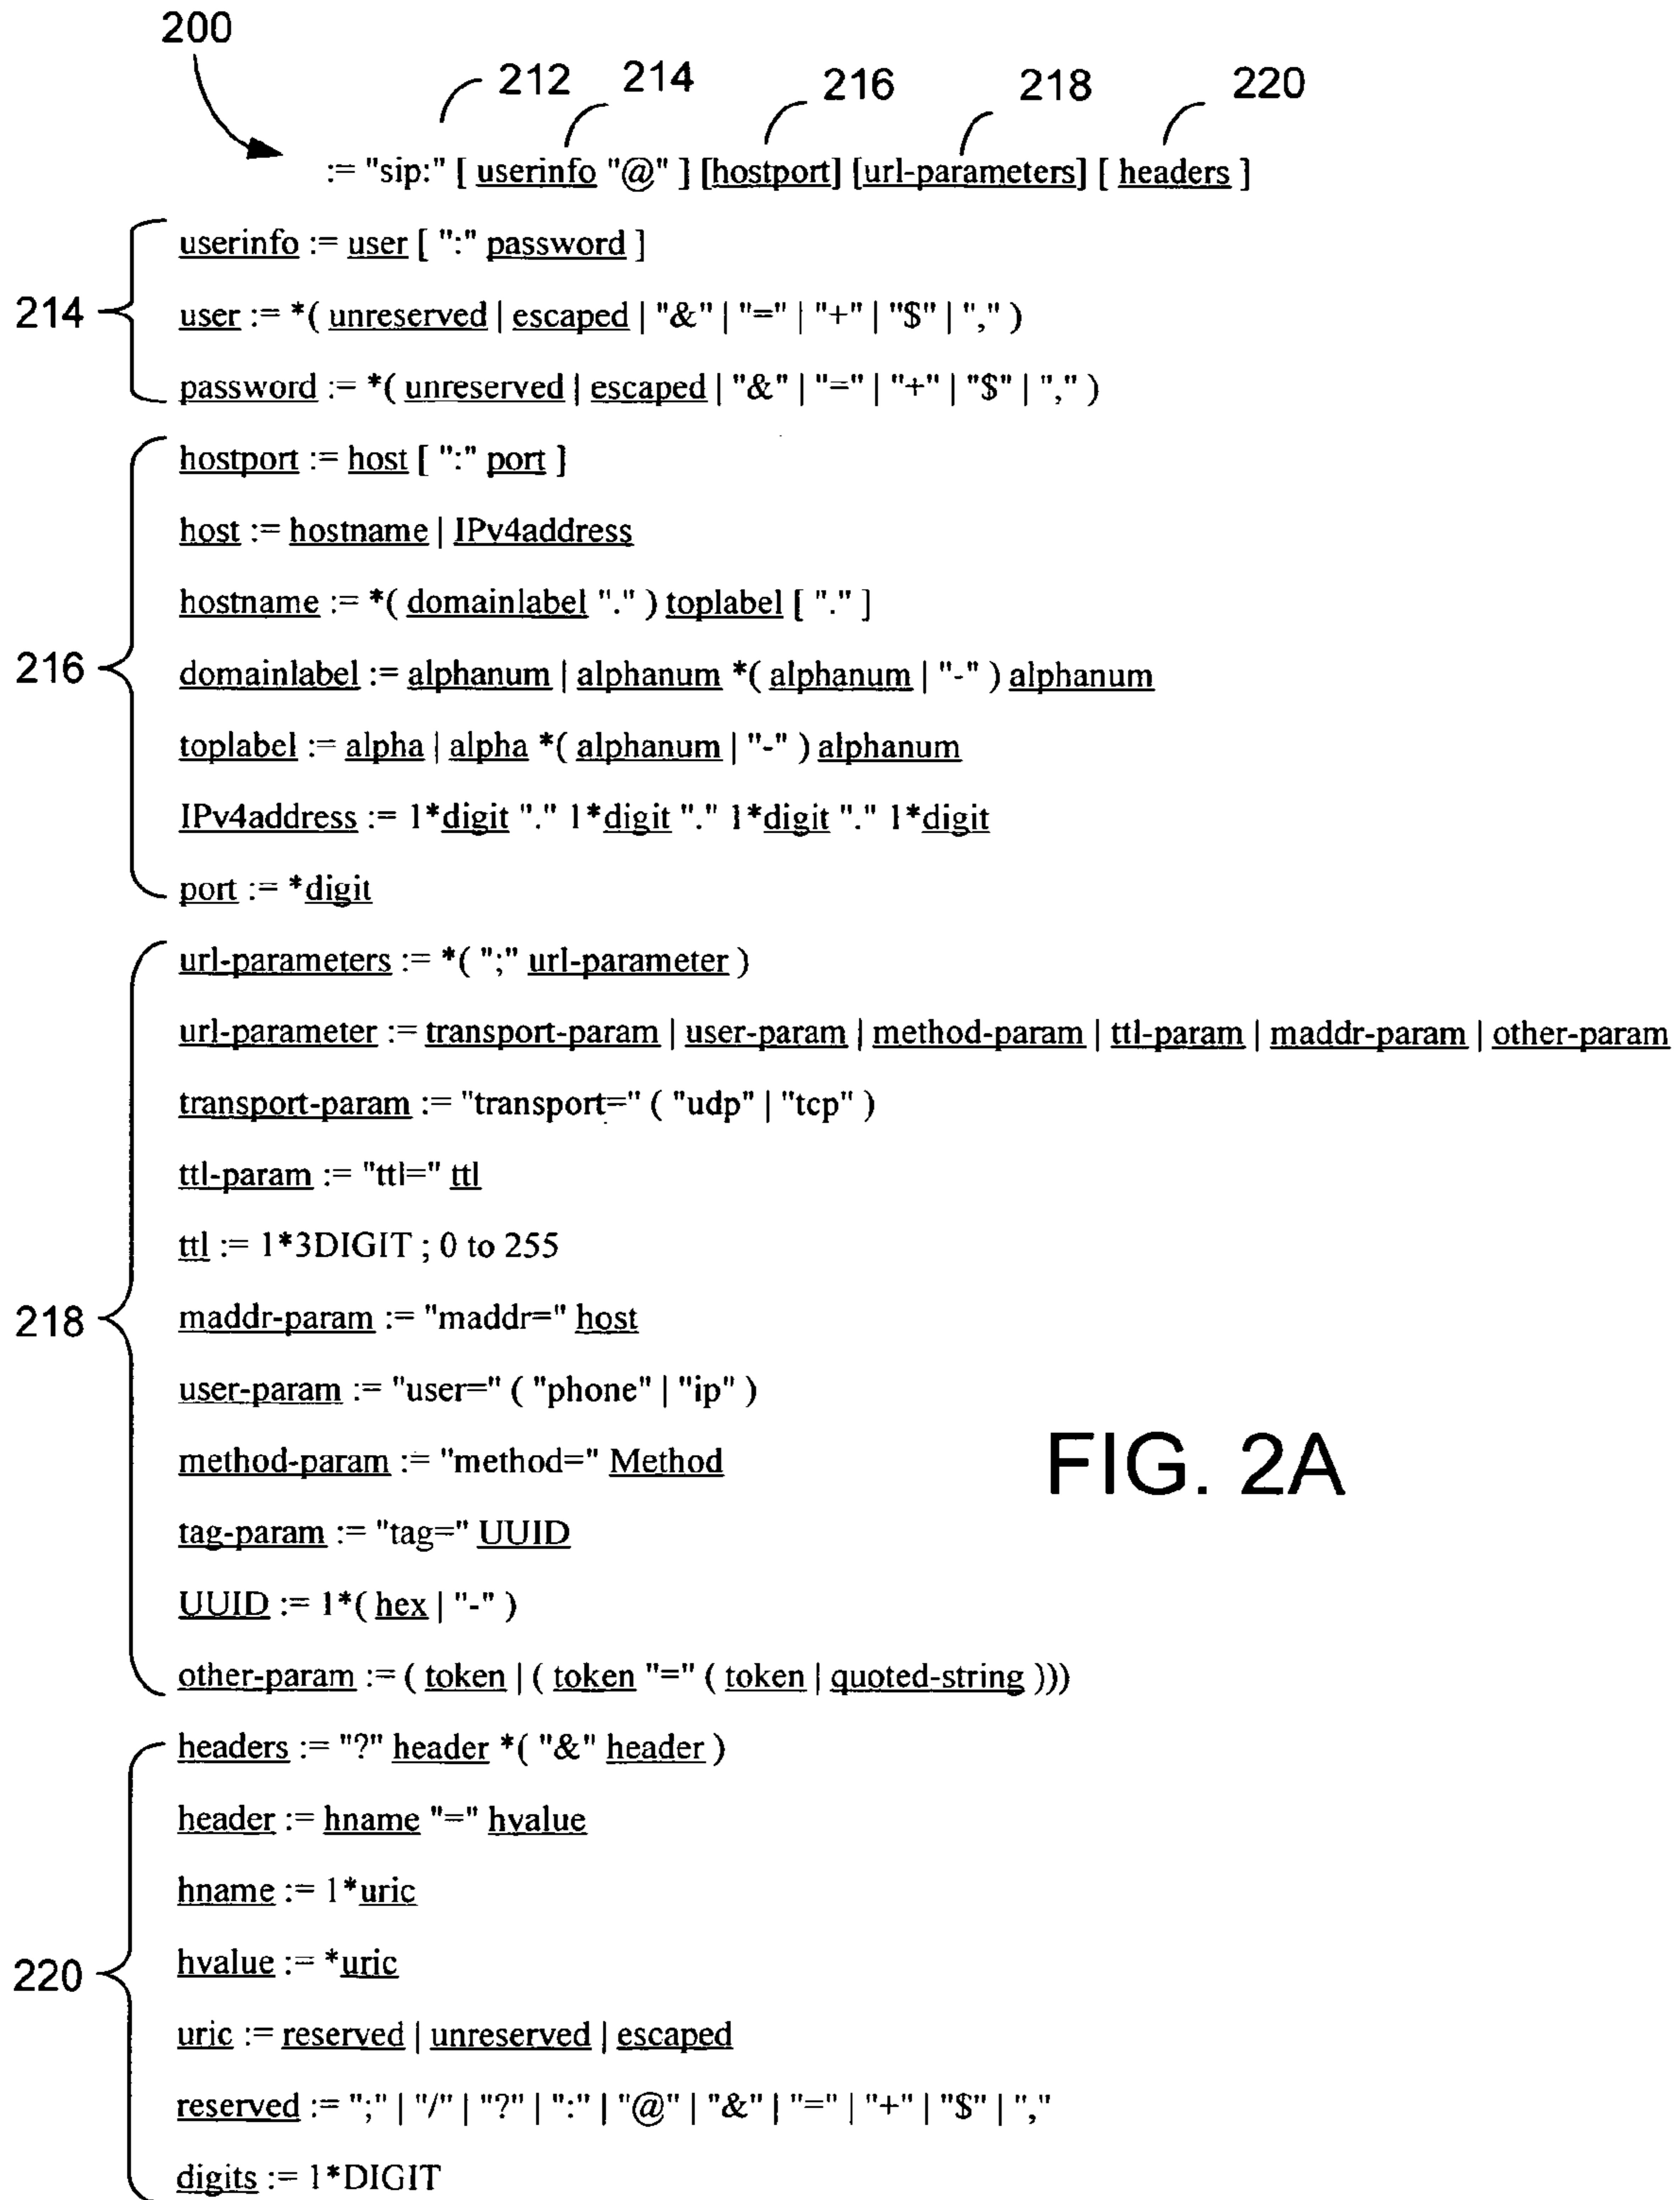 200
212 214 216 218 220
:= "sip:" [ userinfo "@" ] [hostport] [url-parameters] [ headers ]
214
userinfo := user [ ":" password ]
user := *( unreserved | escaped | "&" | "=" | "+" | "$" | "," )
password := *( unreserved | escaped | "&" | "=" | "+" | "$" | "," )
216
hostport := host [ ":" port ]
host := hostname | IPv4address
hostname := *( domainlabel "." ) toplabel [ "." ]
domainlabel := alphanum | alphanum *( alphanum | "-" ) alphanum
toplabel := alpha | alpha *( alphanum | "-" ) alphanum
IPv4address := 1*digit "." 1*digit "." 1*digit "." 1*digit
port := *digit
218
url-parameters := *( ";" url-parameter )
url-parameter := transport-param | user-param | method-param | ttl-param | maddr-param | other-param
transport-param := "transport=" ( "udp" | "tcp" )
ttl-param := "ttl=" ttl
ttl := 1*3DIGIT ; 0 to 255
maddr-param := "maddr=" host
user-param := "user=" ( "phone" | "ip" )
method-param := "method=" Method
tag-param := "tag=" UUID
UUID := 1*( hex | "-" )
other-param := ( token | ( token "=" ( token | quoted-string )))
FIG. 2A
220
headers := "?" header *( "&" header )
header := hname "=" hvalue
hname := 1*uric
hvalue := *uric
uric := reserved | unreserved | escaped
reserved := ";" | "/" | "?" | ":" | "@" | "&" | "=" | "+" | "$" | ","
digits := 1*DIGIT